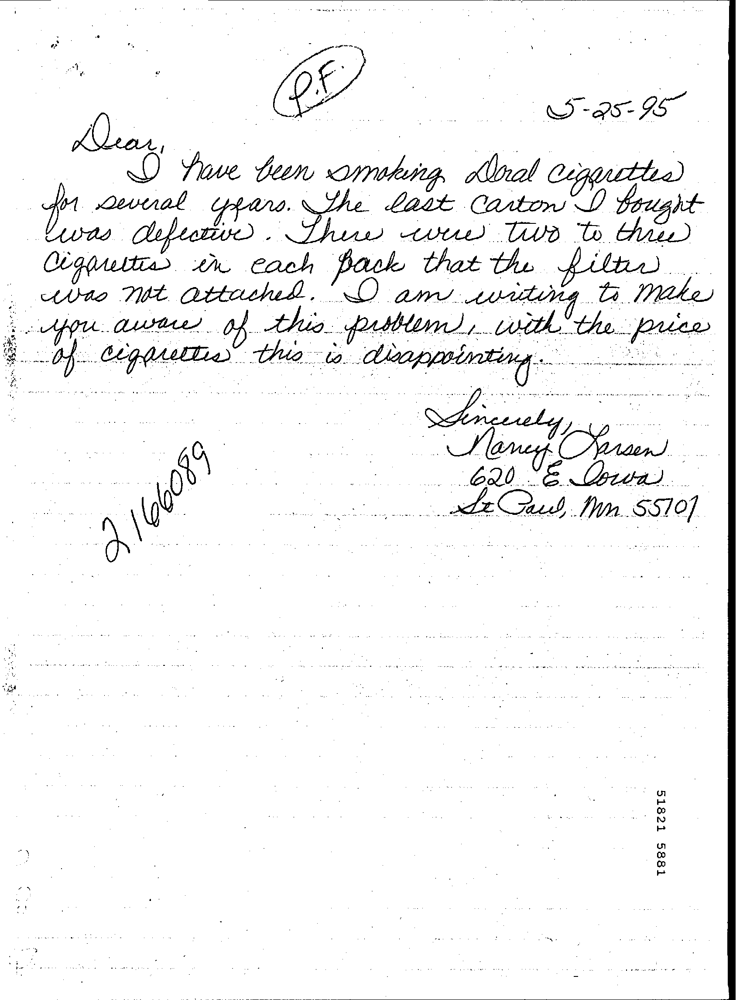 P.F.
5-25-95
Dear,
I have been smoking Doral cigarettes
for several years. The last carton I bought
was defective. There were two to three
cigarettes in each pack that the filter
was not attached. I am writing to make
you aware of this problem, with the price
of cigarettes this is disappointing.
Sincerely,
Nancy Larsen
620 E Iowa
St Paul, Mn 55101
2166089
51821 5881